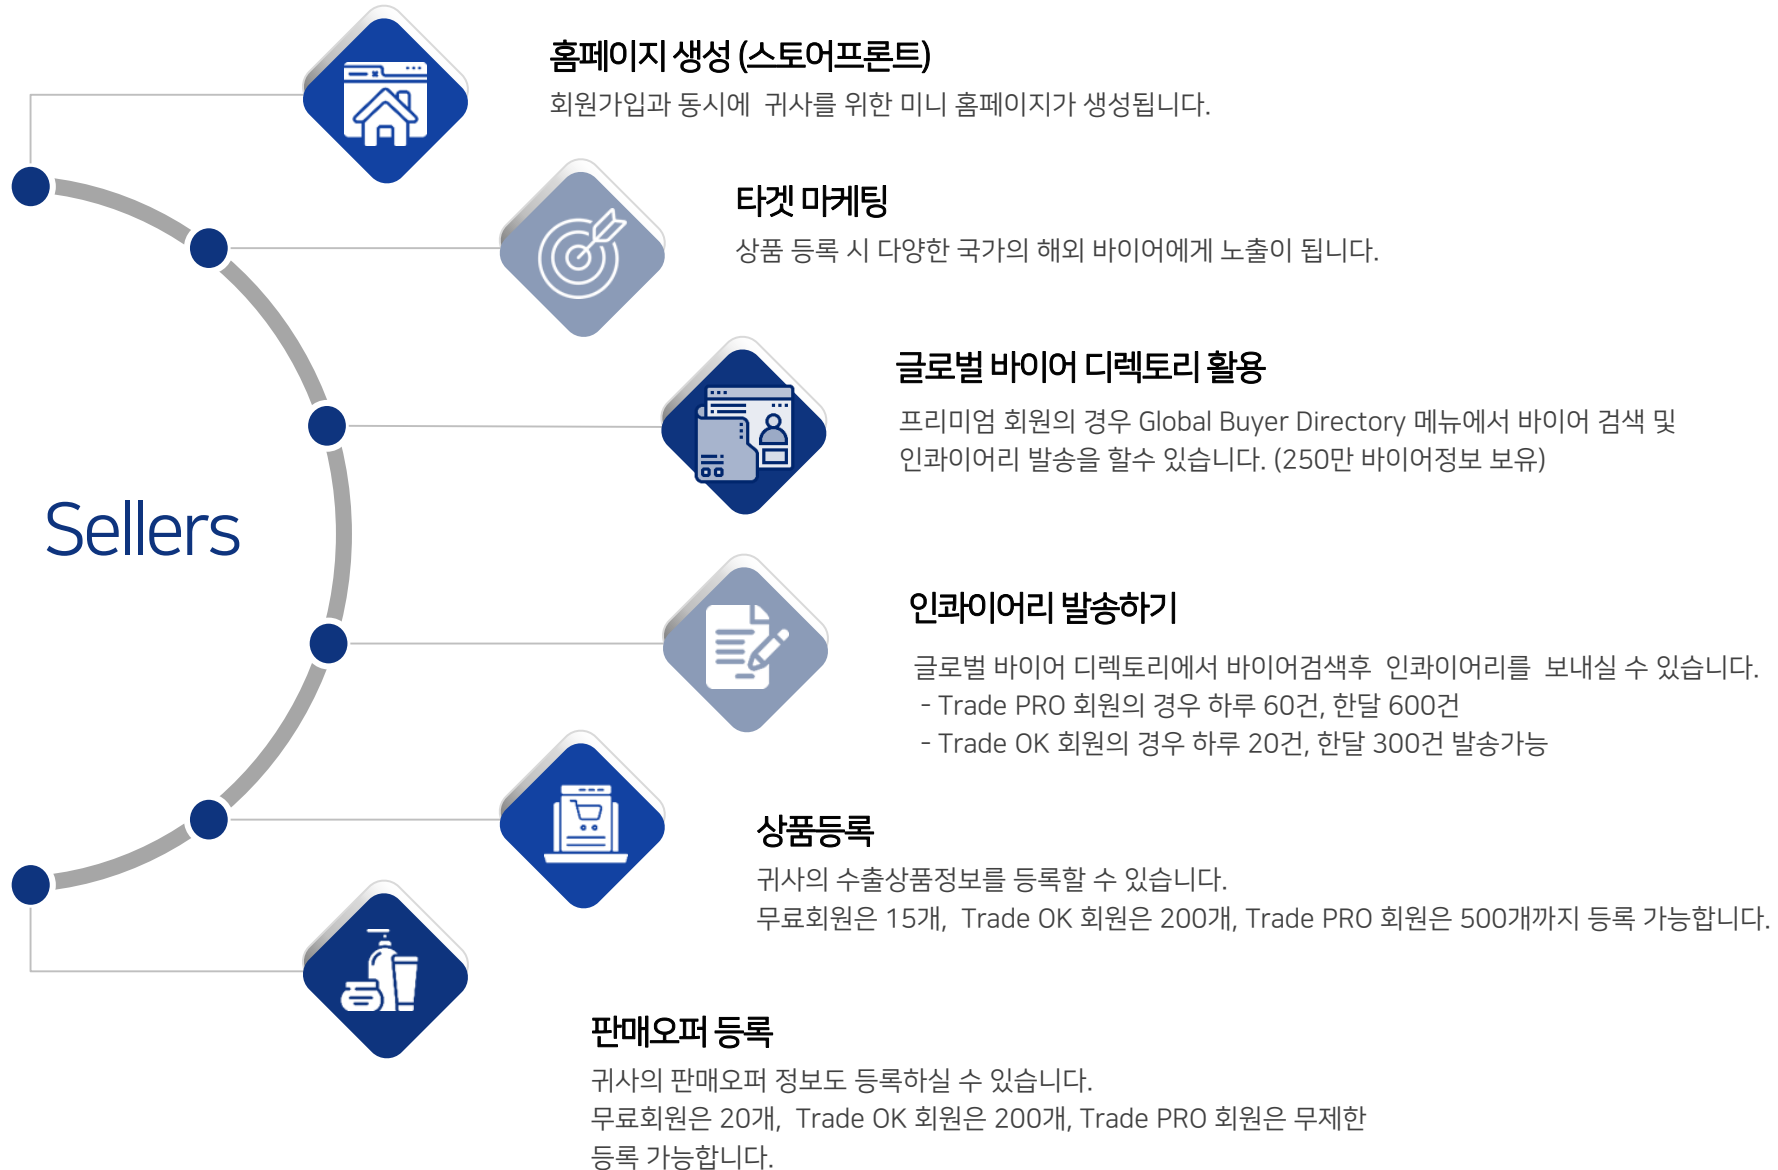 홈페이지 생성 (스토어프론트)
회원가입과 동시에 귀사를 위한 미니 홈페이지가 생성됩니다.
타겟 마케팅
상품 등록 시 다양한 국가의 해외 바이어에게 노출이 됩니다.
글로벌 바이어 디렉토리 활용
프리미엄 회원의 경우 Global Buyer Directory 메뉴에서 바이어 검색 및
인콰이어리 발송을 할수 있습니다. (250만 바이어정보 보유)
Sellers
인콰이어리 발송하기
글로벌 바이어 디렉토리에서 바이어검색후 인콰이어리를 보내실 수 있습니다.
- Trade PRO 회원의 경우 하루 60건, 한달 600건
- Trade OK 회원의 경우 하루 20건, 한달 300건 발송가능
상품등록
귀사의 수출상품정보를 등록할 수 있습니다.
무료회원은 15개, Trade OK 회원은 200개, Trade PRO 회원은 500개까지 등록 가능합니다.
판매오퍼 등록
귀사의 판매오퍼 정보도 등록하실 수 있습니다.
무료회원은 20개, Trade OK 회원은 200개, Trade PRO 회원은 무제한
등록 가능합니다.